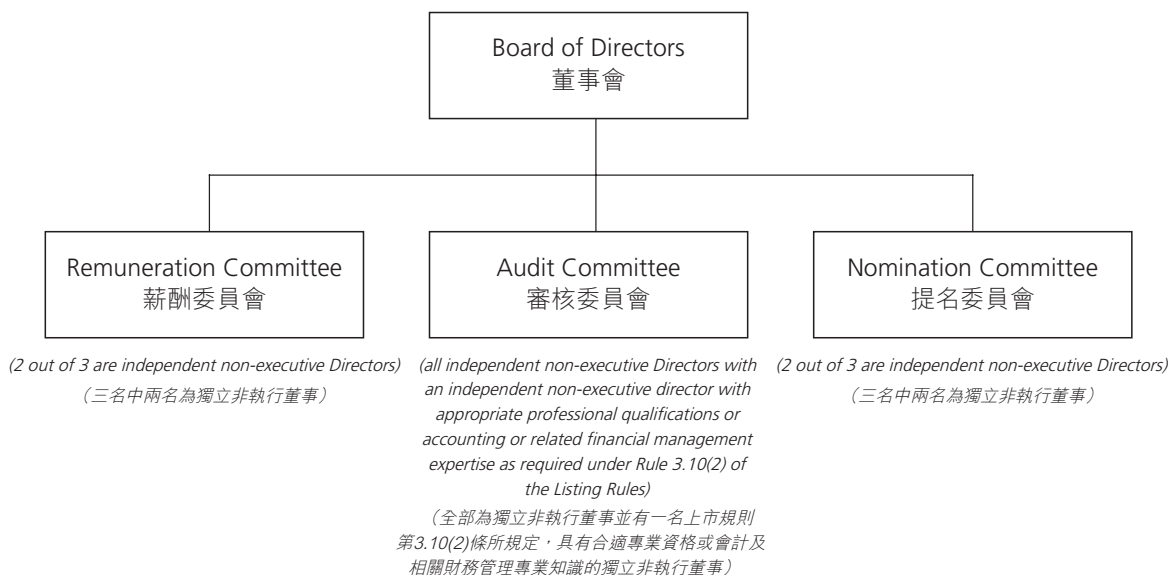 Board of Directors
董事會
Remuneration Committee
薪酬委員會
(2 out of 3 are independent non-executive Directors)
（三名中兩名為獨立非執行董事）
Audit Committee
審核委員會
(all independent non-executive Directors with
an independent non-executive director with
appropriate professional qualifications or
accounting or related financial management
expertise as required under Rule 3.10(2) of
the Listing Rules)
（全部為獨立非執行董事並有一名上市規則
第3.10(2)條所規定，具有合適專業資格或會計及
相關財務管理專業知識的獨立非執行董事）
Nomination Committee
提名委員會
(2 out of 3 are independent non-executive Directors)
（三名中兩名為獨立非執行董事）